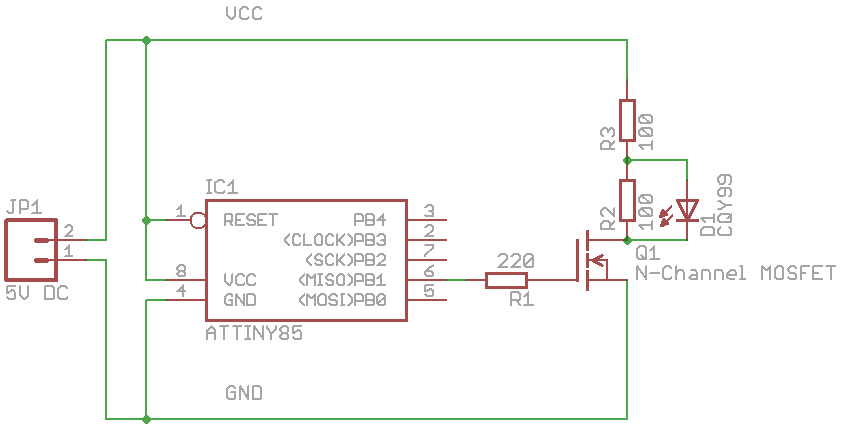 VCC
R3
100
JP1
2
1
5V DC
IC1
1
RESET
8
VCC
4
GND
PB4
3
(CLOCK)PB3
2
(SCK)PB2
7
(MISO)PB1
6
(MOSI)PB0
5
ATTINY85
220
R1
R2
100
D1
CQY99
Q1
N-Channel MOSFET
GND